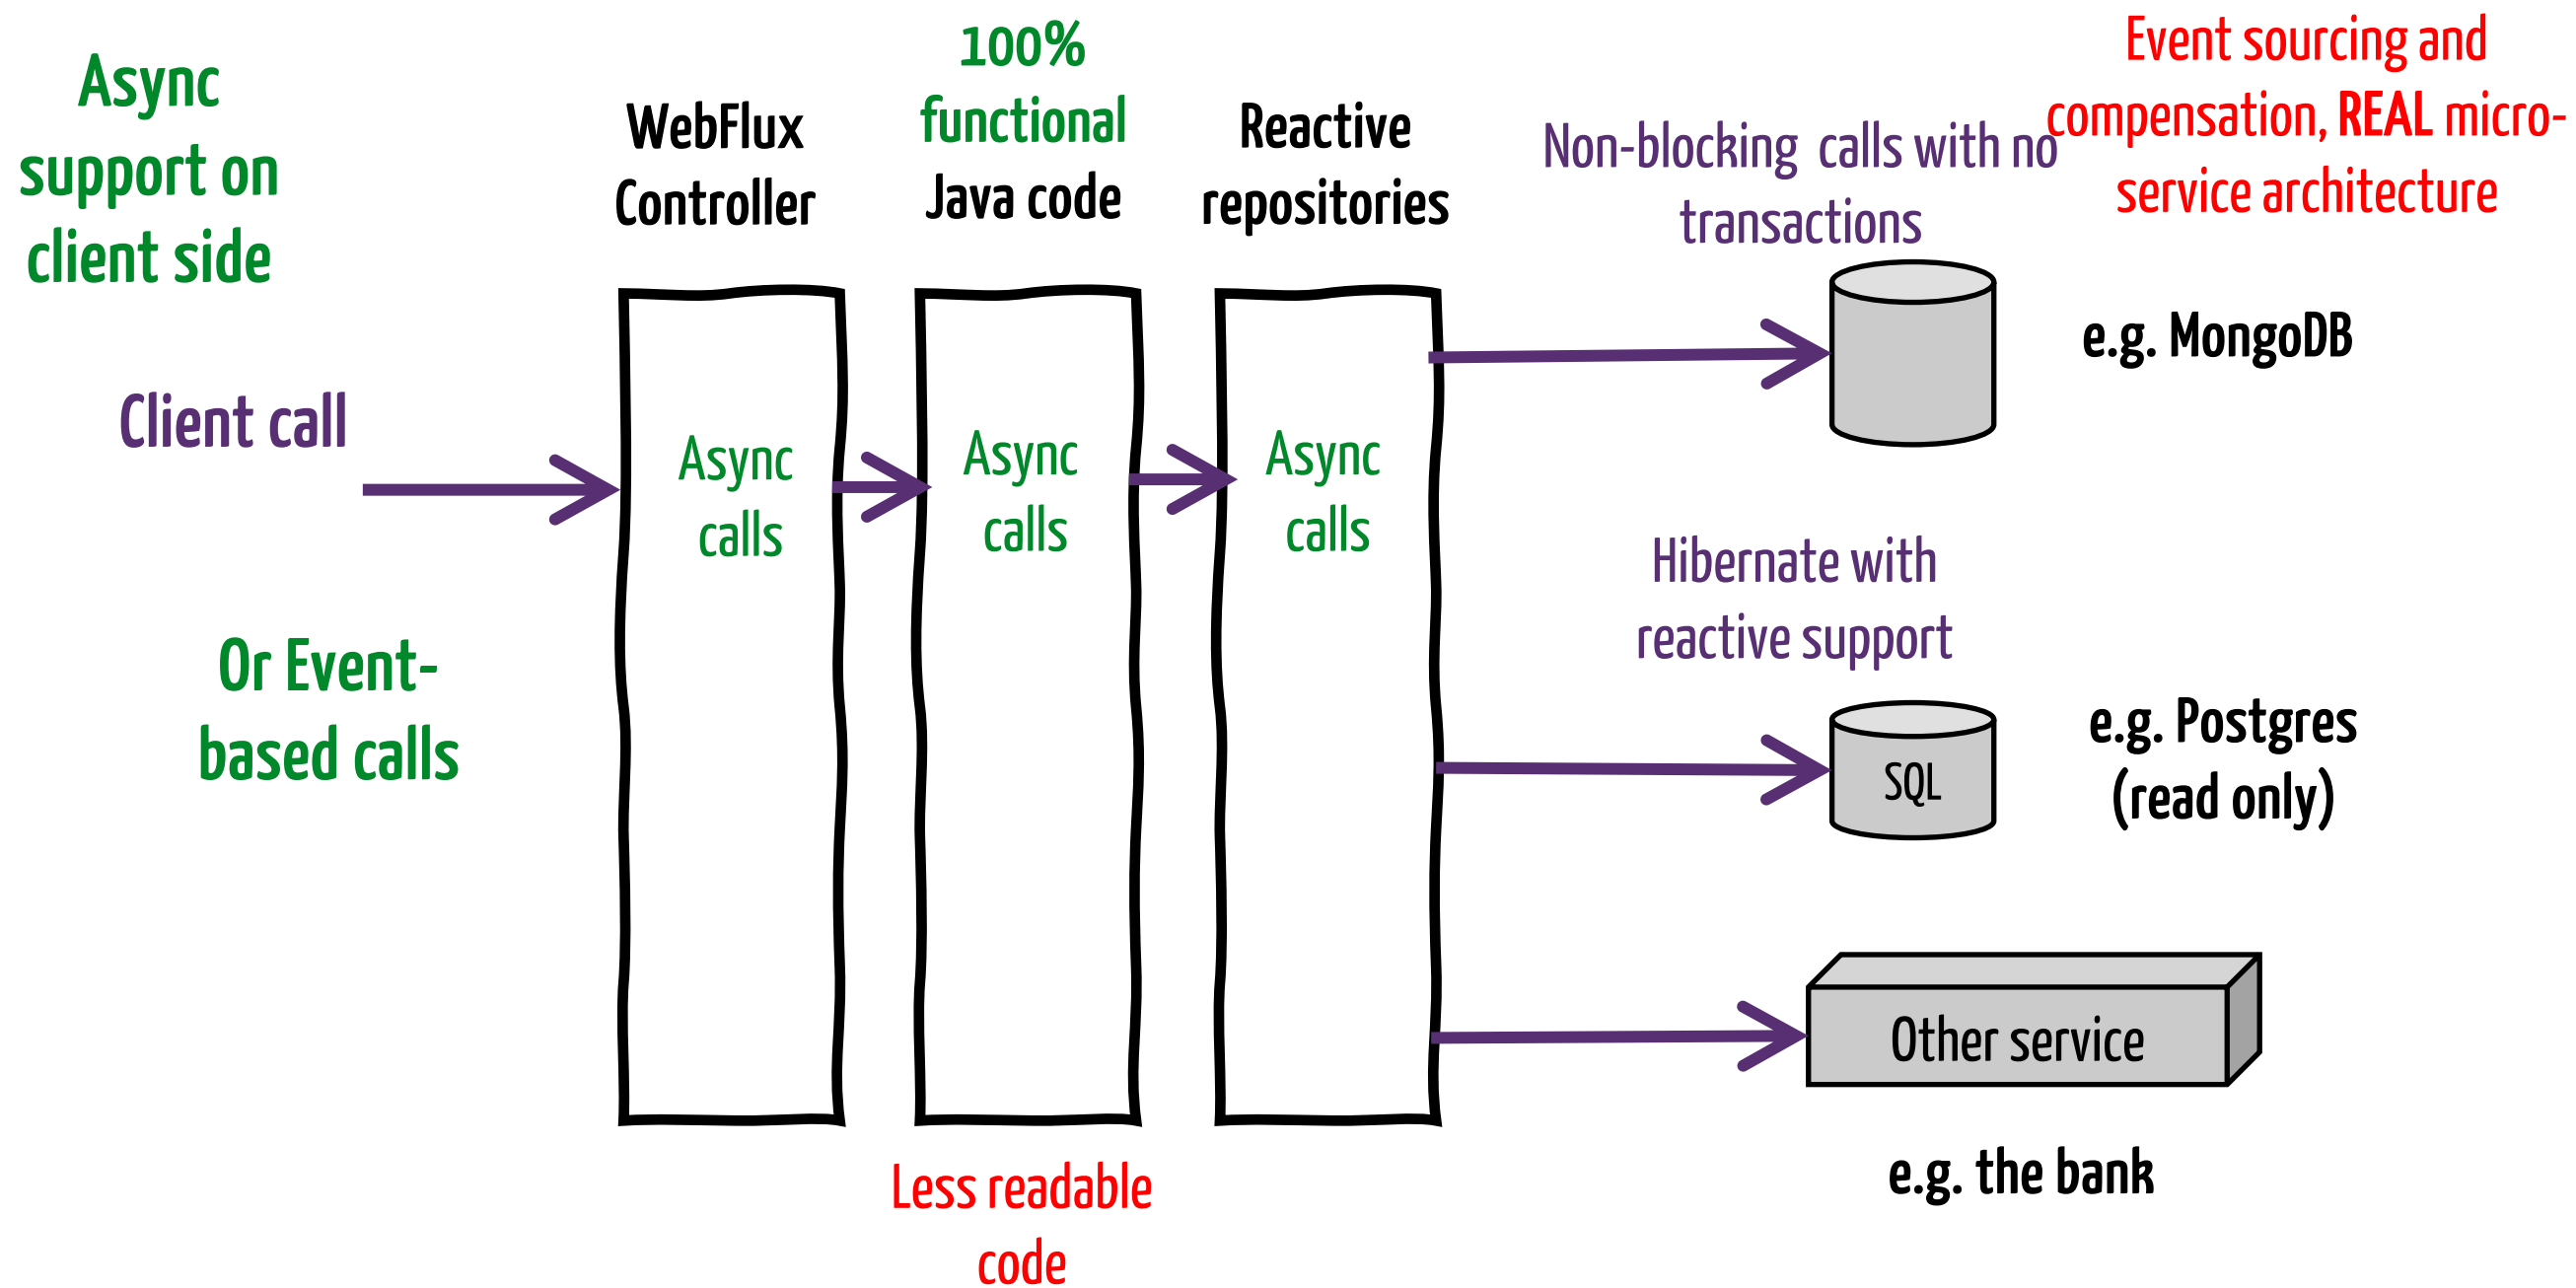 Async
support on
client side
Client call
Or Event-
based calls
WebFlux
Controller
Async
calls
100%
functional
Java code
Async
calls
Less readable
code
Reactive
repositories
Async
calls
Non-blocking calls with no
transactions
Event sourcing and
compensation, REAL micro-
service architecture
e.g. MongoDB
Hibernate with
reactive support
SQL
e.g. Postgres
(read only)
Other service
e.g. the bank